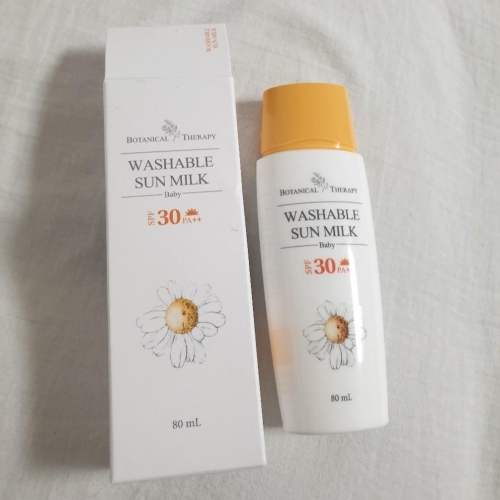 BOTANICAL THERAPY
WASHABLE
SUN MILK
Baby
SPF 30 PA++
80 mL
BOTANICAL THERAPY
WASHABLE
SUN MILK
Baby
SPF 30 PA++
80 mL